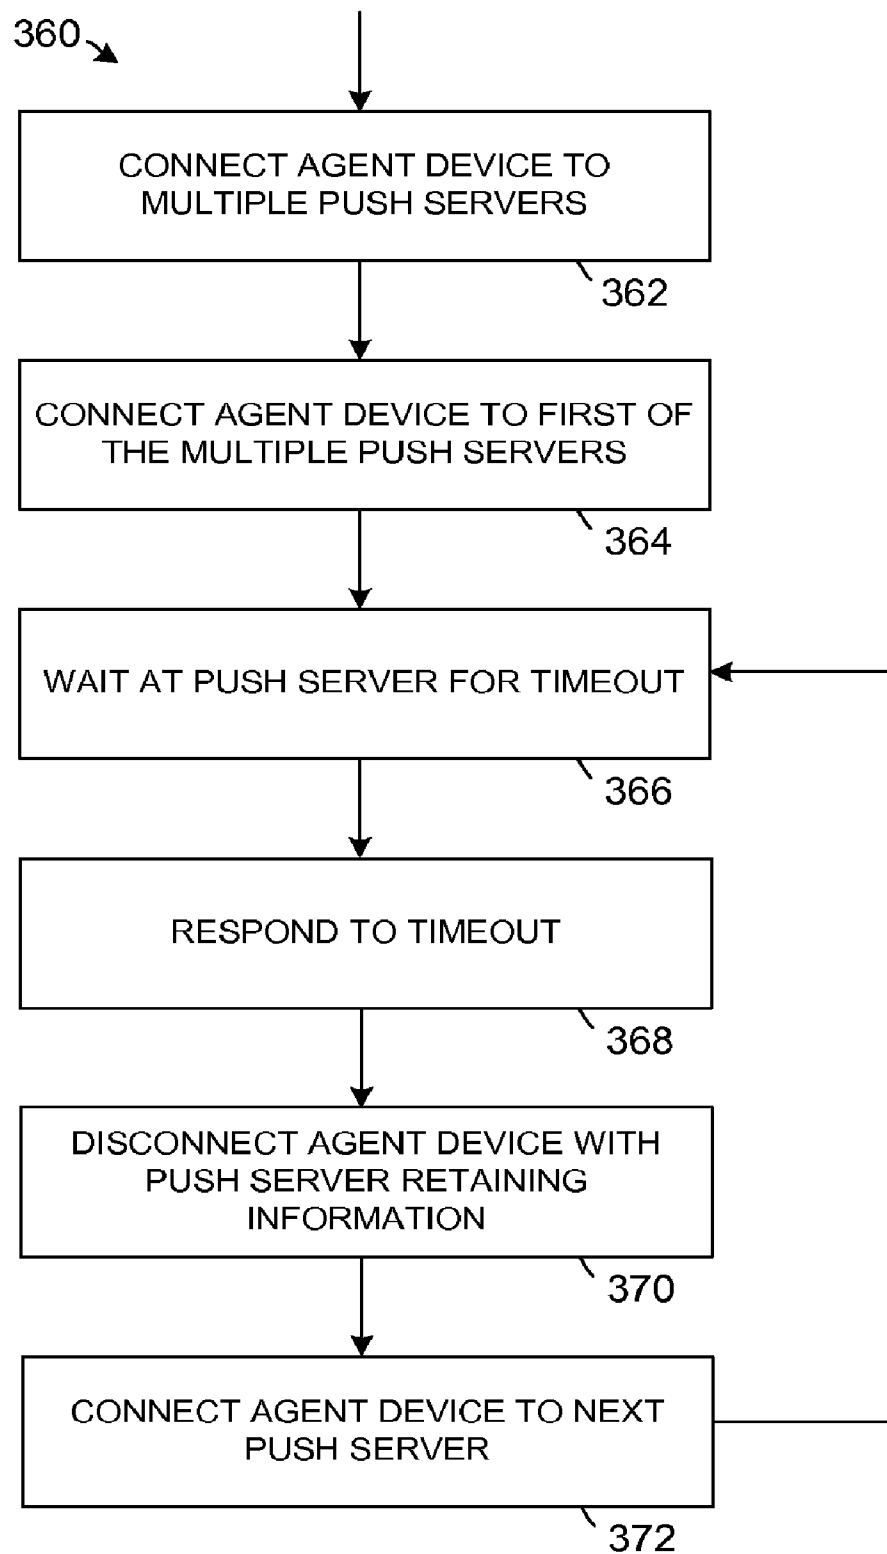 360
CONNECT AGENT DEVICE TO
MULTIPLE PUSH SERVERS
362
CONNECT AGENT DEVICE TO FIRST OF
THE MULTIPLE PUSH SERVERS
364
WAIT AT PUSH SERVER FOR TIMEOUT
366
RESPOND TO TIMEOUT
368
DISCONNECT AGENT DEVICE WITH
PUSH SERVER RETAINING
INFORMATION
370
CONNECT AGENT DEVICE TO NEXT
PUSH SERVER
372